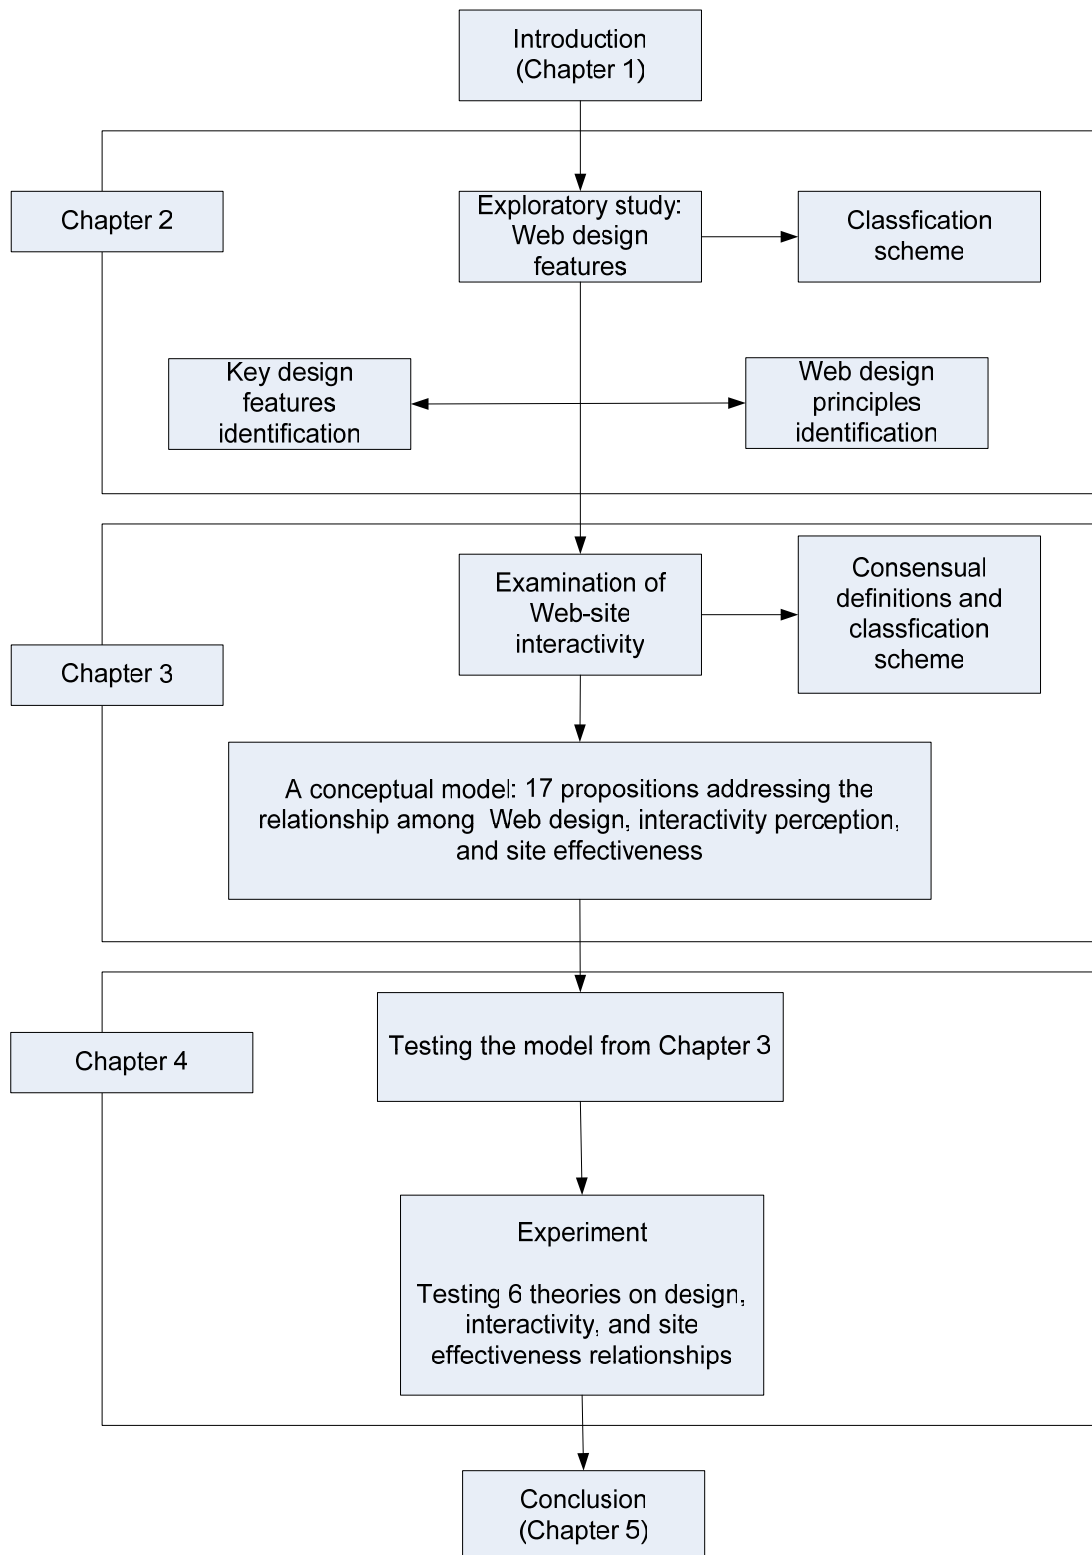 Introduction
(Chapter 1)
Chapter 2
Exploratory study:
Web design
features
Classfication
scheme
Key design
features
identification
Web design
principles
identification
Chapter 3
Examination of
Web-site
interactivity
Consensual
definitions and
classfication
scheme
A conceptual model: 17 propositions addressing the
relationship among Web design, interactivity perception,
and site effectiveness
Chapter 4
Testing the model from Chapter 3
Experiment
Testing 6 theories on design,
interactivity, and site
effectiveness relationships
Conclusion
(Chapter 5)